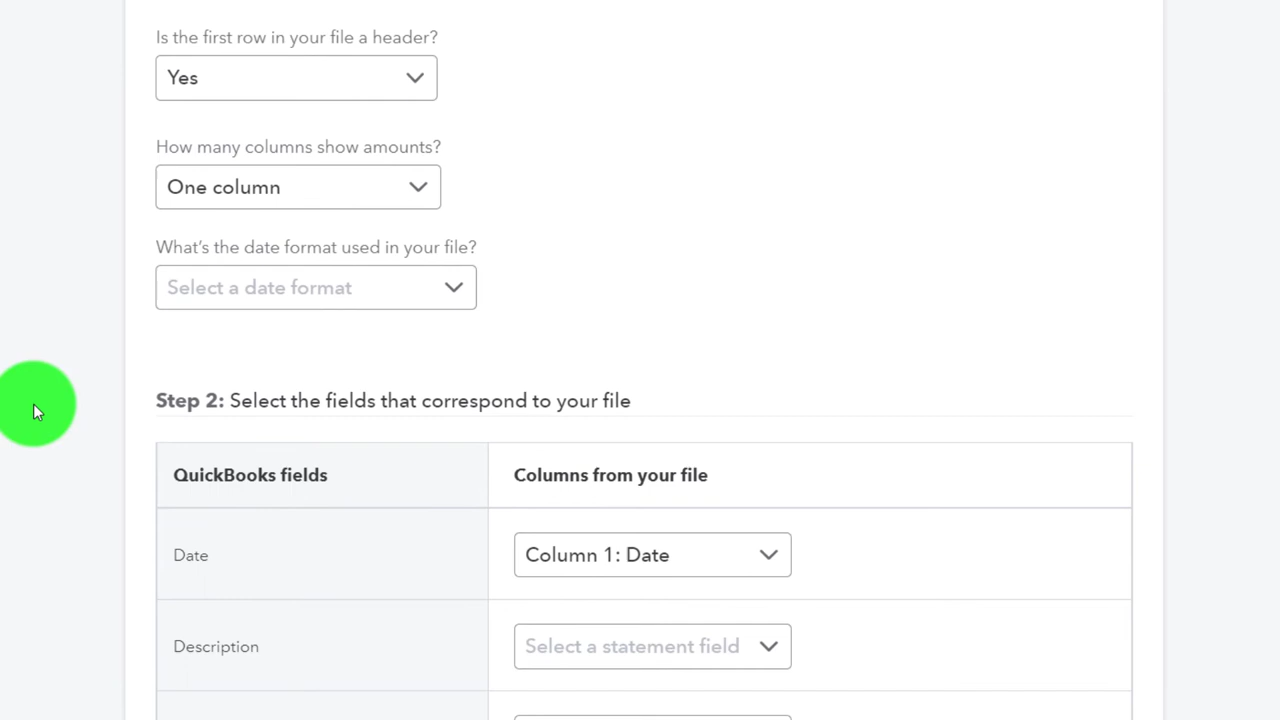 Is the first row in your file a header?
Yes
How many columns show amounts?
One column
What's the date format used in your file?
Select a date format
Step 2: Select the fields that correspond to your file
QuickBooks fields
Columns from your file
Date
Column 1: Date
Description
Select a statement field